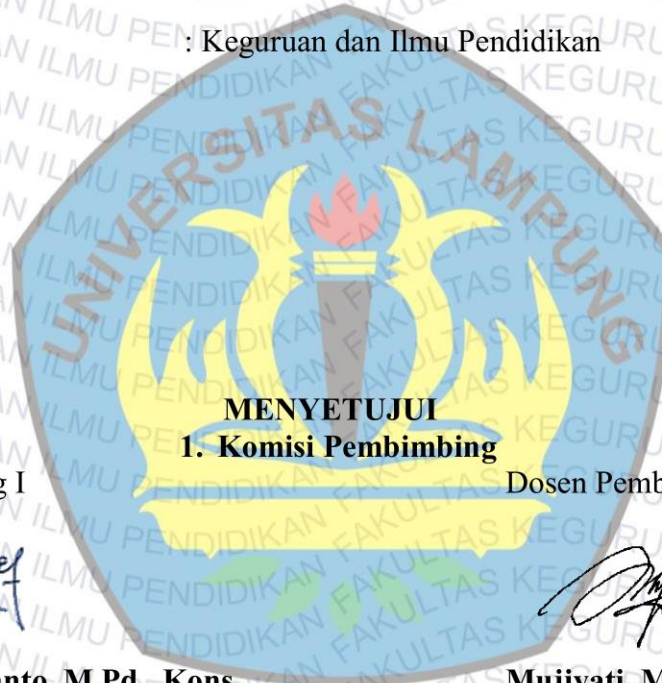 : Keguruan dan Ilmu Pendidikan
UNIVERSITAS LAMPUNG
MENYETUJUI
1. Komisi Pembimbing
g I Dosen Pemb
anto, M.Pd., Kons. Mujiyati, M